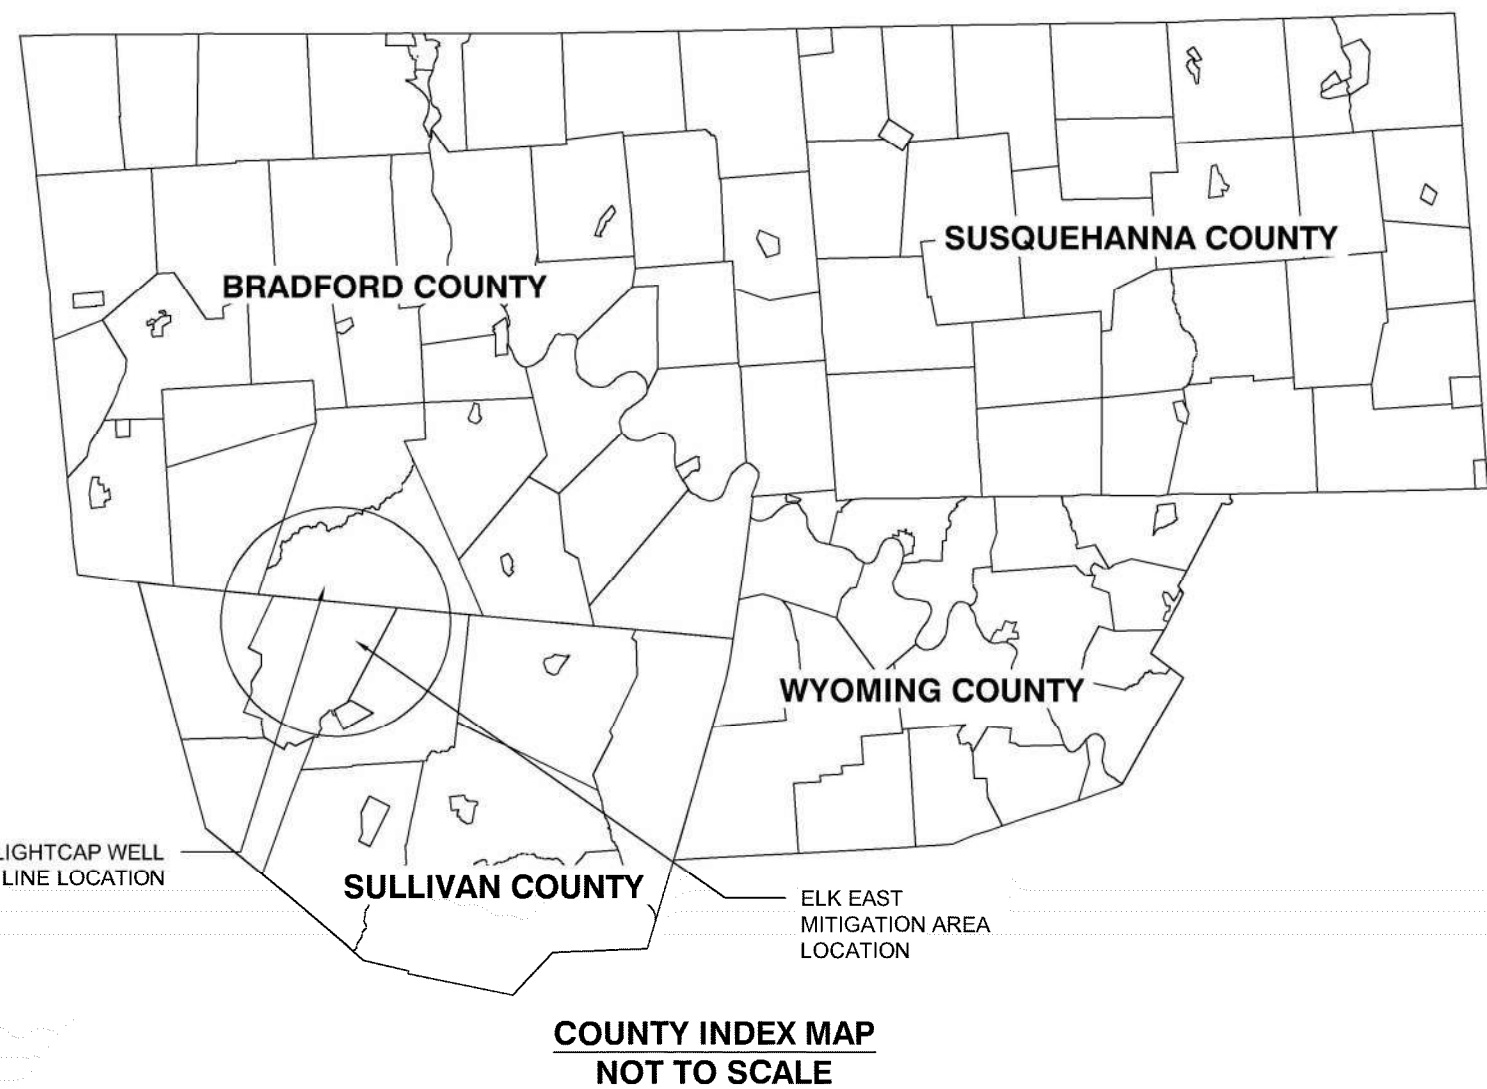 SUSQUEHANNA COUNTY
BRADFORD COUNTY
WYOMING COUNTY
LIGHTCAP WELL
LINE LOCATION
SULLIVAN COUNTY
ELK EAST
MITIGATION AREA
LOCATION
COUNTY INDEX MAP
NOT TO SCALE